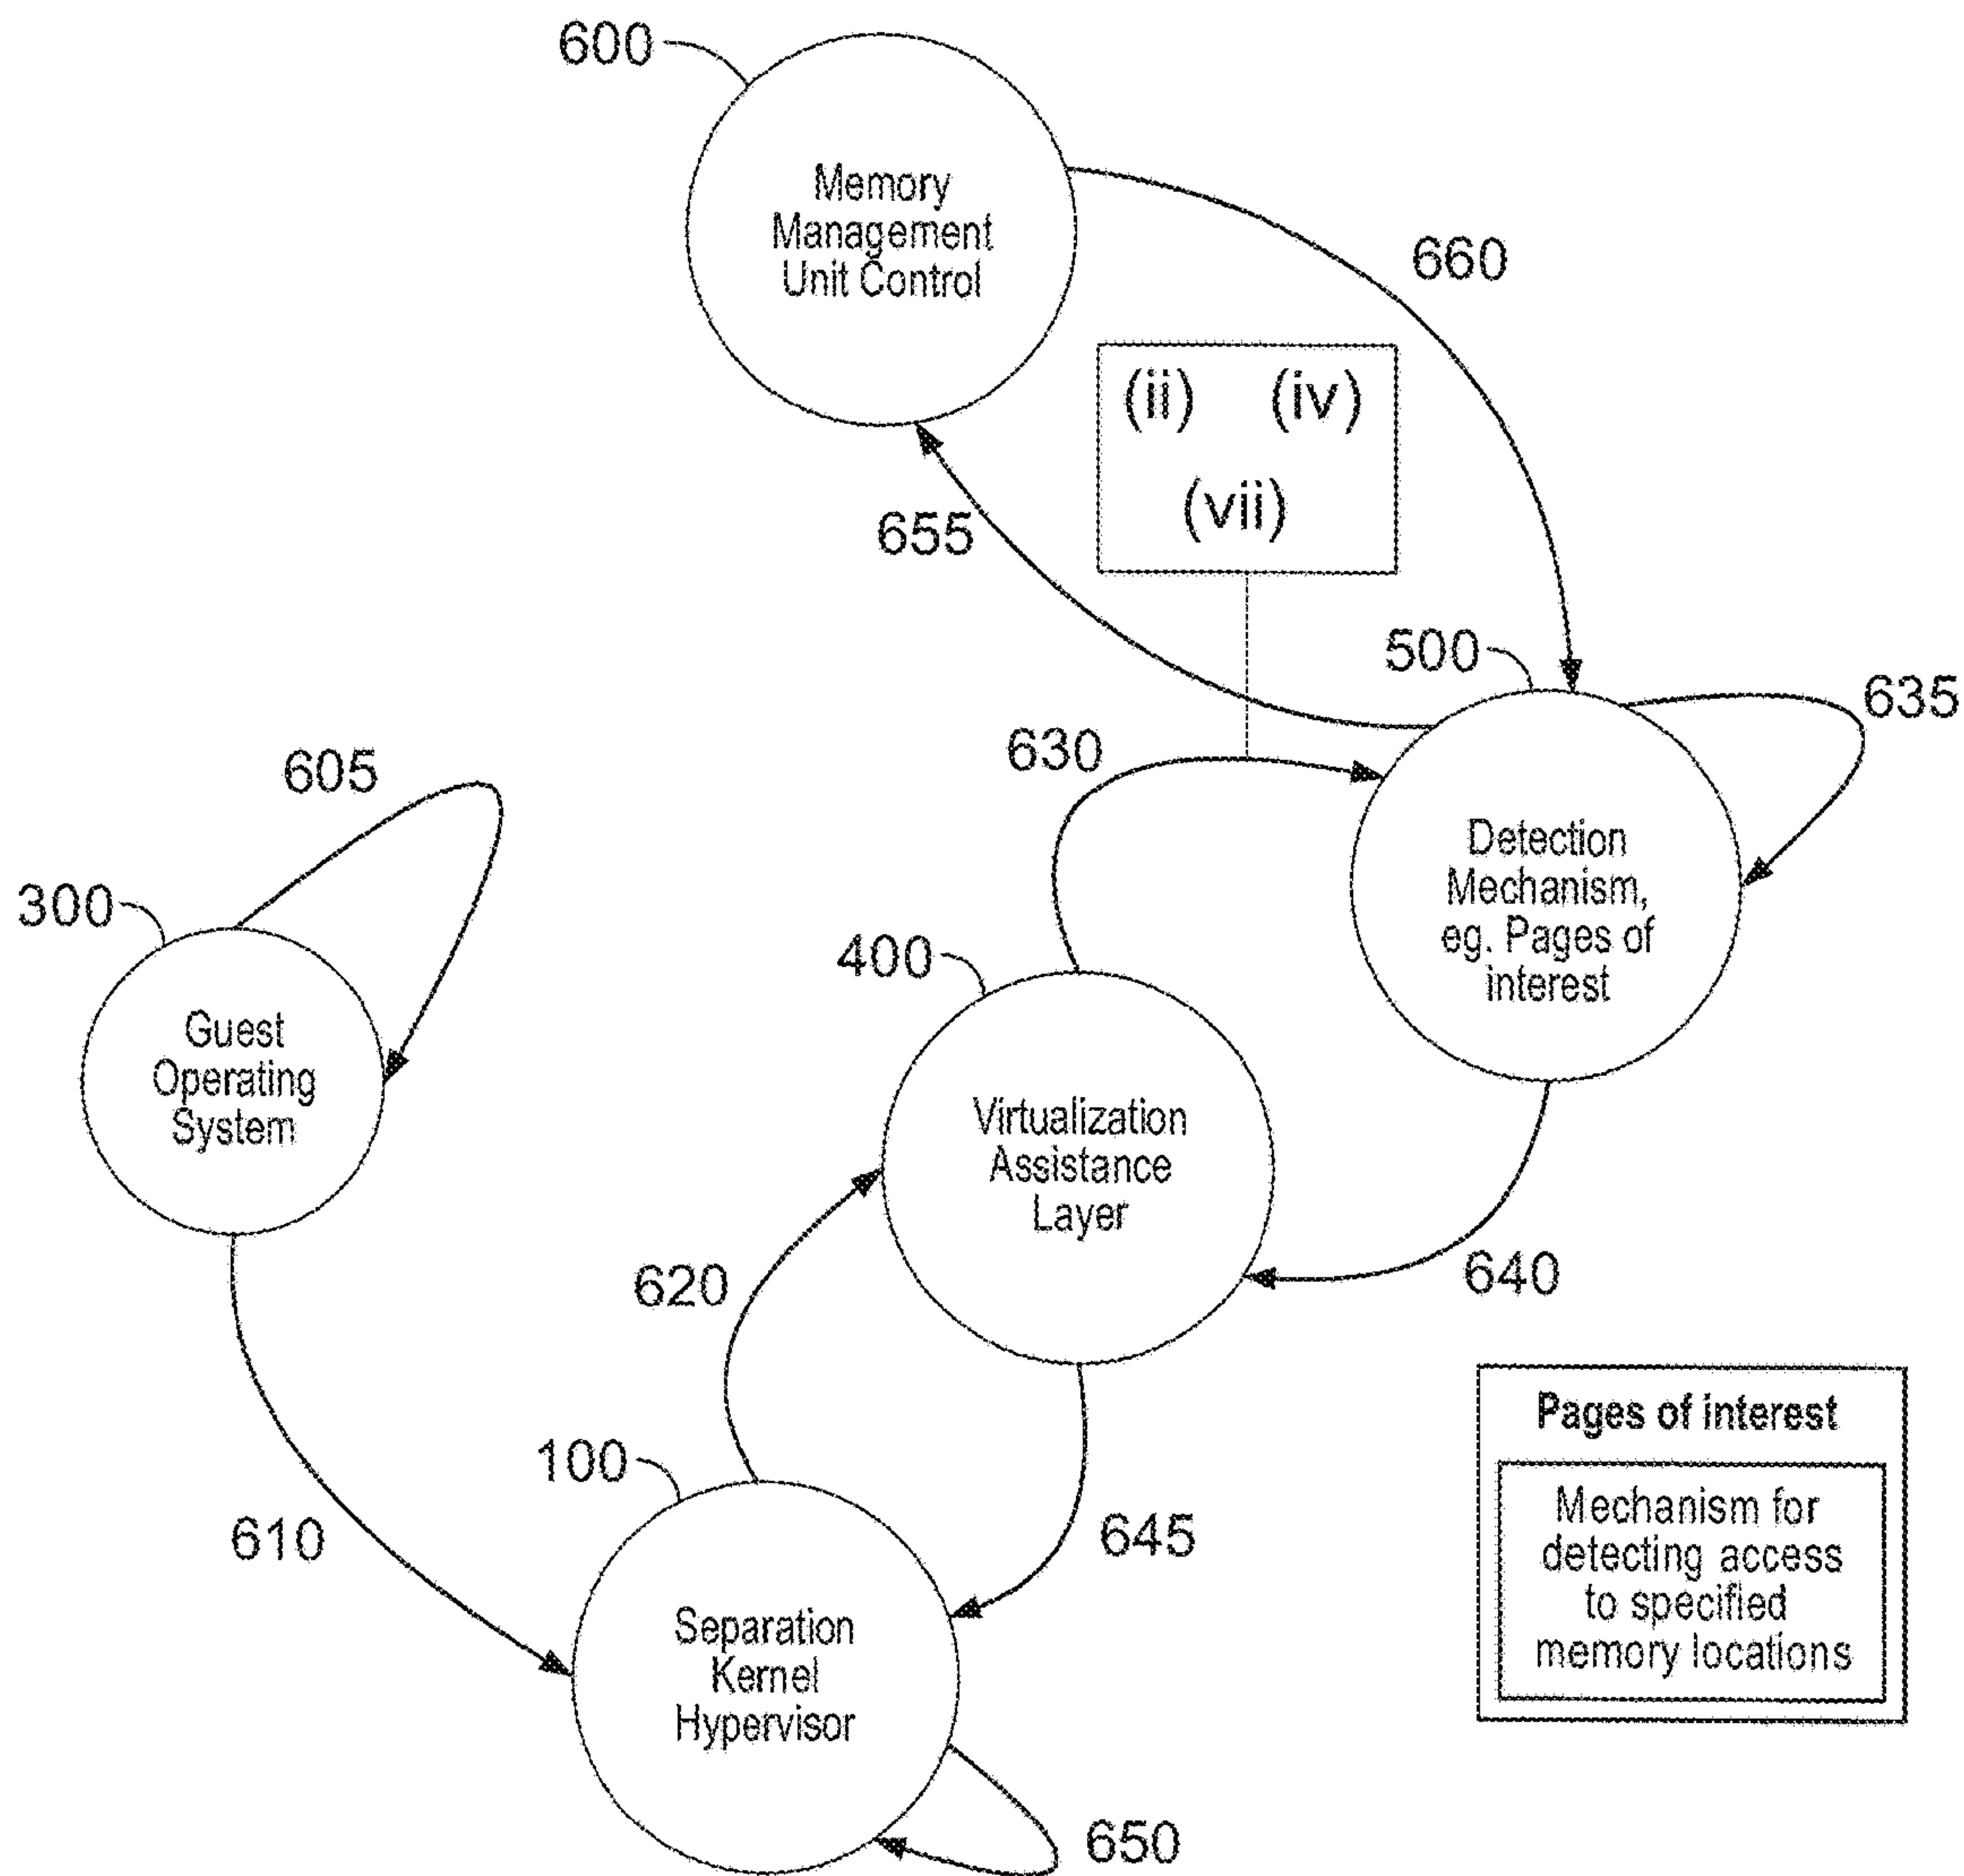 600
Memory
Management
Unit Control
660
(ii) (iv)
(vii)
655
500
635
630
605
Detection
Mechanism,
eg. Pages of
interest
300
400
Guest
Operating
System
Virtualization
Assistance
Layer
620
640
Pages of interest
Mechanism for
detecting access
to specified
memory locations
100
610
645
Separation
Kernel
Hypervisor
650